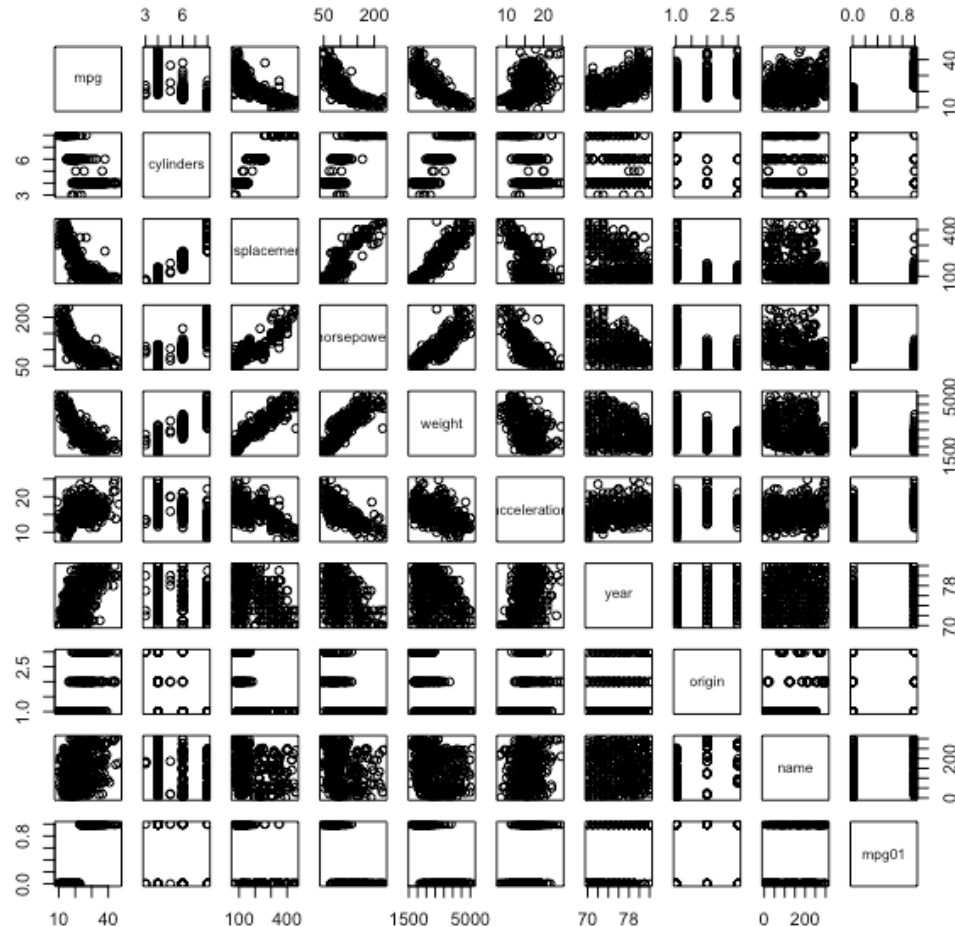 3 6 50 200 10 20 1.0 2.5 0.0 0.8
mpg 10 40
3 6 cylinders
splacemen 100 400
50 200 orsepowe
weight 1500 5000
10 20 acceleration
year 70 78
1.0 2.5 origin
name 0 200
0.0 0.8 mpg01
10 40 100 400 1500 5000 70 78 0 200